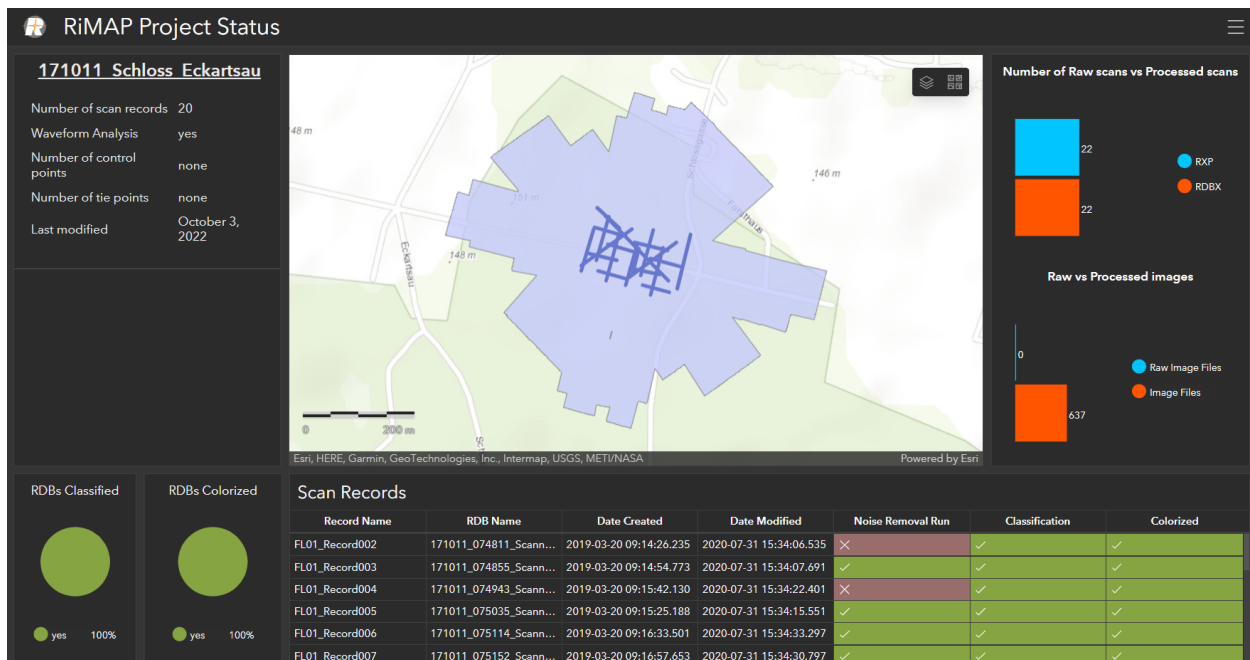 RiMAP Project Status
171011_Schloss_Eckartsau
Number of scan records 20
Waveform Analysis yes
Number of control points none
Number of tie points none
Last modified October 3, 2022
48 m
151 m
146 m
148 m
Eckartsau
Forsthaus
0 200 m
Esri, HERE, Garmin, GeoTechnologies, Inc., Intermap, USGS, METI/NASA
Powered by Esri
Number of Raw scans vs Processed scans
22
22
RXP
RDBX
Raw vs Processed images
0
637
Raw Image Files
Image Files
RDBs Classified
yes 100%
RDBs Colorized
yes 100%
Scan Records
Record Name RDB Name Date Created Date Modified Noise Removal Run Classification Colorized
FL01_Record002 171011_074811_Scann... 2019-03-20 09:14:26.235 2020-07-31 15:34:06.535
FL01_Record003 171011_074855_Scann... 2019-03-20 09:14:54.773 2020-07-31 15:34:07.691
FL01_Record004 171011_074943_Scann... 2019-03-20 09:15:42.130 2020-07-31 15:34:22.401
FL01_Record005 171011_075035_Scann... 2019-03-20 09:15:25.188 2020-07-31 15:34:15.551
FL01_Record006 171011_075114_Scann... 2019-03-20 09:16:33.501 2020-07-31 15:34:33.297
FL01_Record007 171011_075152_Scann... 2019-03-20 09:16:57.653 2020-07-31 15:34:30.797